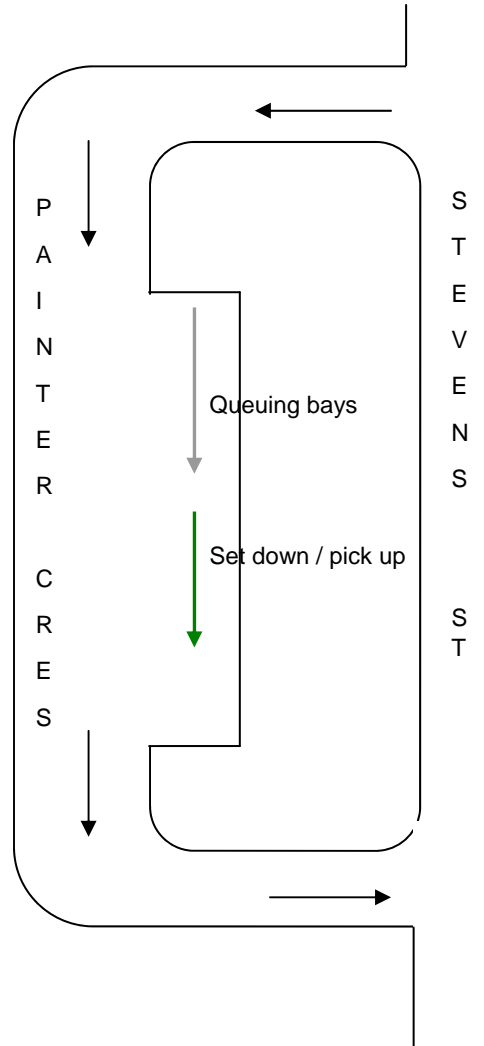 PAINTER CRES
Queuing bays
Set down / pick up
STEVENS ST